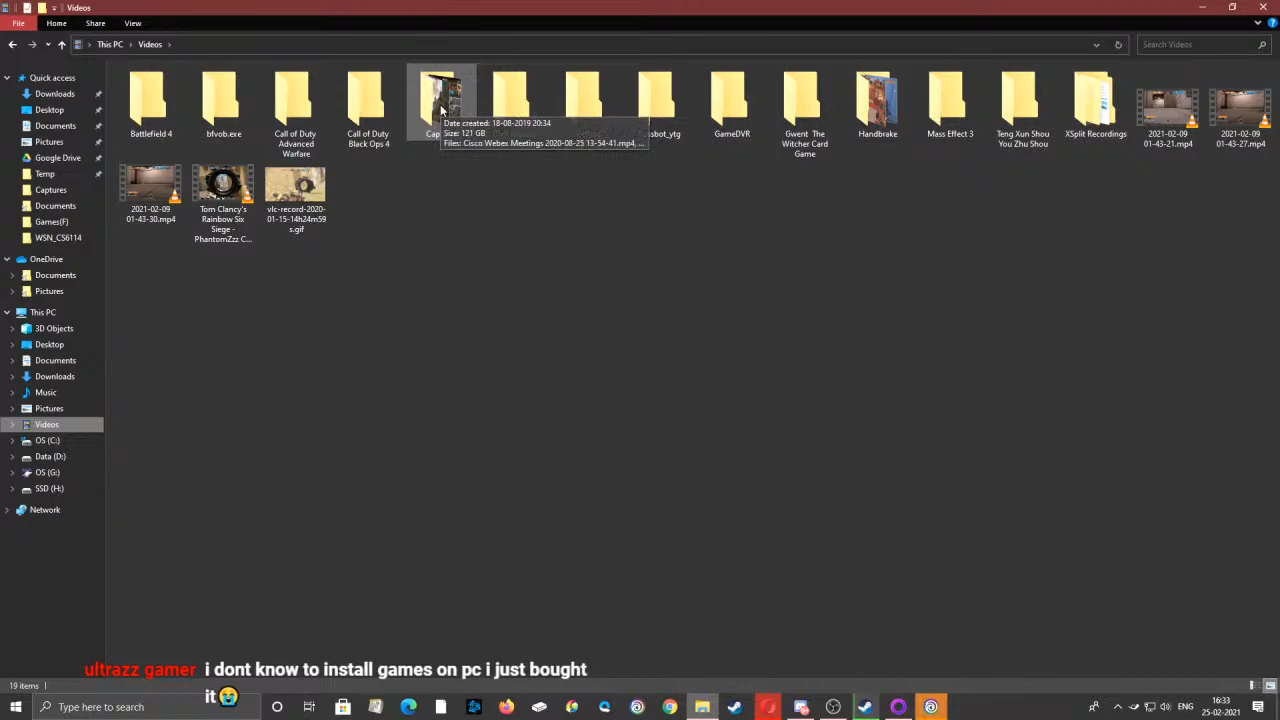 Videos
File Home Share View
This PC Videos Search Videos
Quick access
Downloads
Desktop
Documents
Pictures
Google Drive
Temp
Captures
Documents
Games(F)
WSN_CS6114
OneDrive
Documents
Pictures
This PC
3D Objects
Desktop
Documents
Downloads
Music
Pictures
Videos
OS (C:)
Data (D:)
OS (G:)
SSD (H:)
Network
Battlefield 4
bfvob.exe
Call of Duty
Advanced
Warfare
Call of Duty
Black Ops 4
Date created: 18-08-2019 20:34
Size: 121 GB
Files: Cisco Webex Meetings 2020-08-25 13-54-41.mp4, ...
GameDVR
Gwent The
Witcher Card
Game
Handbrake
Mass Effect 3
Teng Xun Shou
You Zhu Shou
XSplit Recordings
2021-02-09
01-43-21.mp4
2021-02-09
01-43-27.mp4
2021-02-09
01-43-30.mp4
Tom Clancy's
Rainbow Six
Siege -
PhantomZzz C...
vlc-record-2020-
01-15-14h24m59
s.gif
ultrazz gamer i dont know to install games on pc i just bought
it😭
19 items
Type here to search
ENG
16:33
25-02-2021